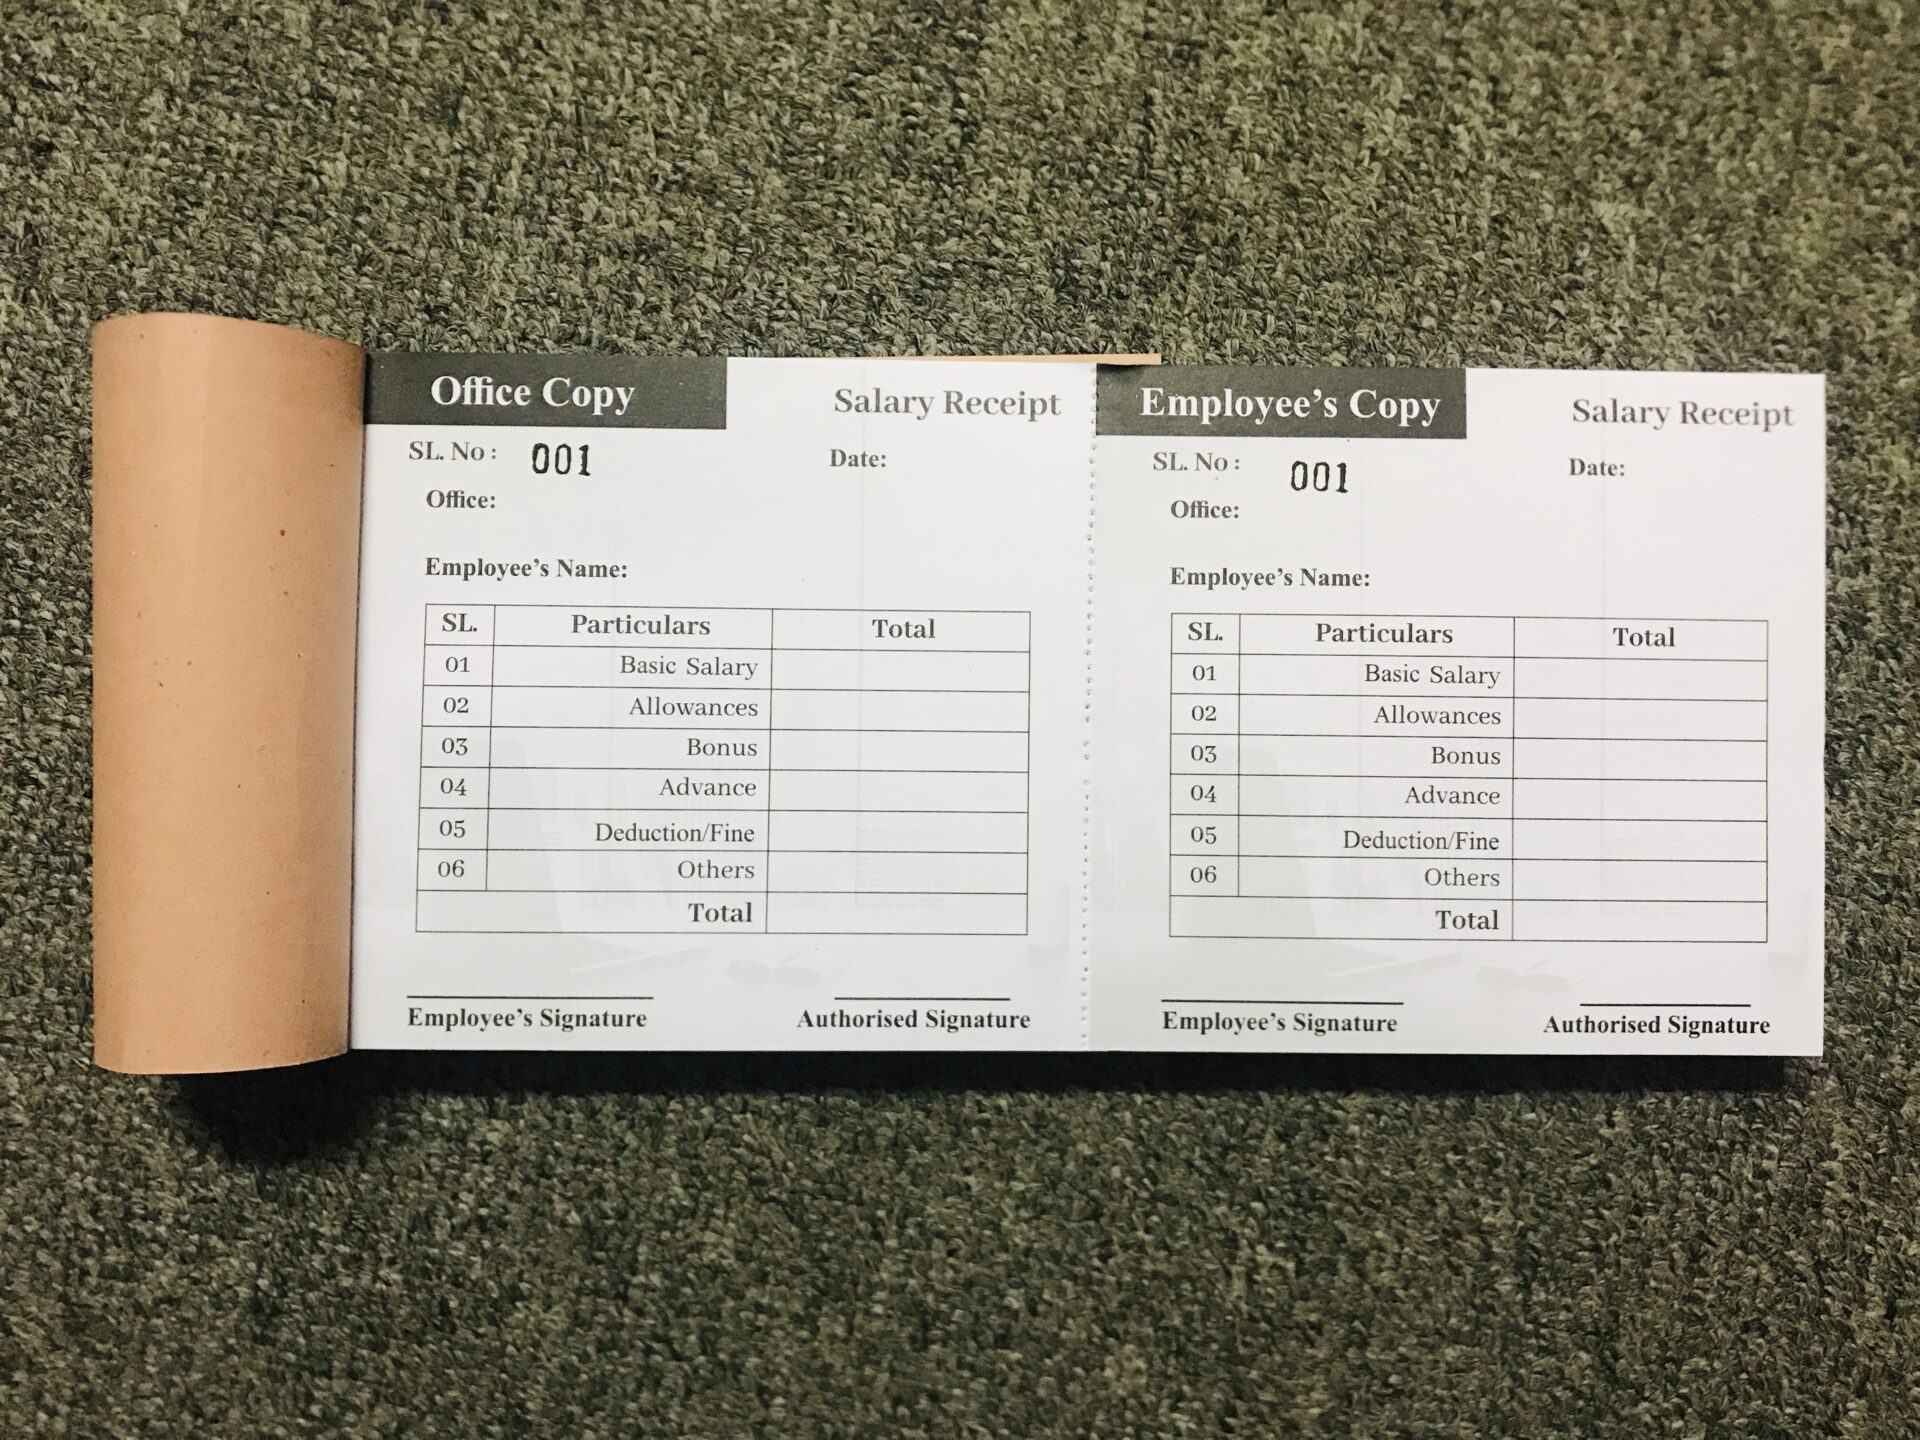 Office Copy
Salary Receipt
SL. No : 001
Date:
Office:
Employee's Name:
SL. Particulars Total
01 Basic Salary
02 Allowances
03 Bonus
04 Advance
05 Deduction/Fine
06 Others
Total
Employee's Signature
Authorised Signature
Employee's Copy
Salary Receipt
SL. No : 001
Date:
Office:
Employee's Name:
SL. Particulars Total
01 Basic Salary
02 Allowances
03 Bonus
04 Advance
05 Deduction/Fine
06 Others
Total
Employee's Signature
Authorised Signature